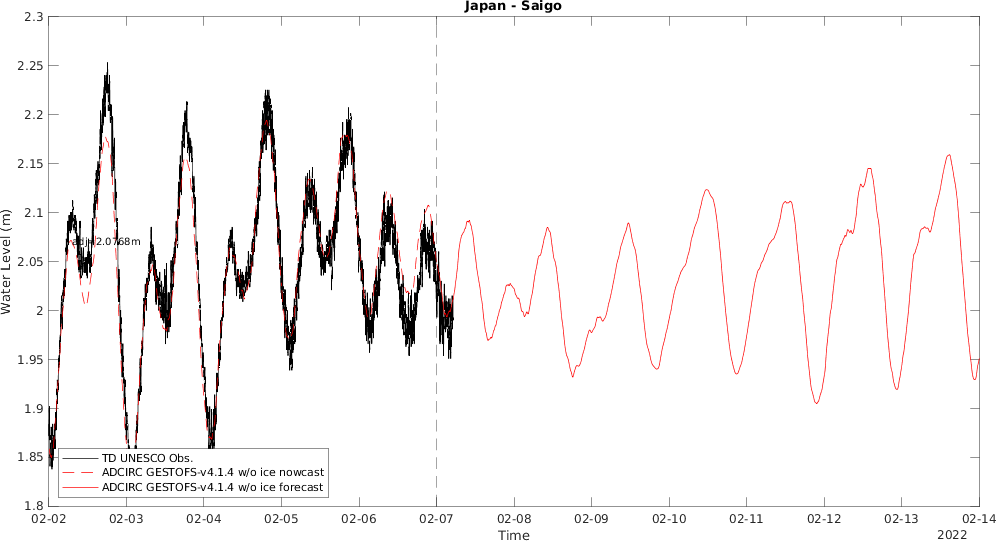 Japan - Saigo
Water Level (m)
2.3
2.25
2.2
2.15
2.1
2.05
2
1.95
1.9
1.85
1.8
2.0768m
TD UNESCO Obs.
ADCIRC GESTOFS-v4.1.4 w/o ice nowcast
ADCIRC GESTOFS-v4.1.4 w/o ice forecast
02-02 02-03 02-04 02-05 02-06 02-07 02-08 02-09 02-10 02-11 02-12 02-13 02-14
Time
2022